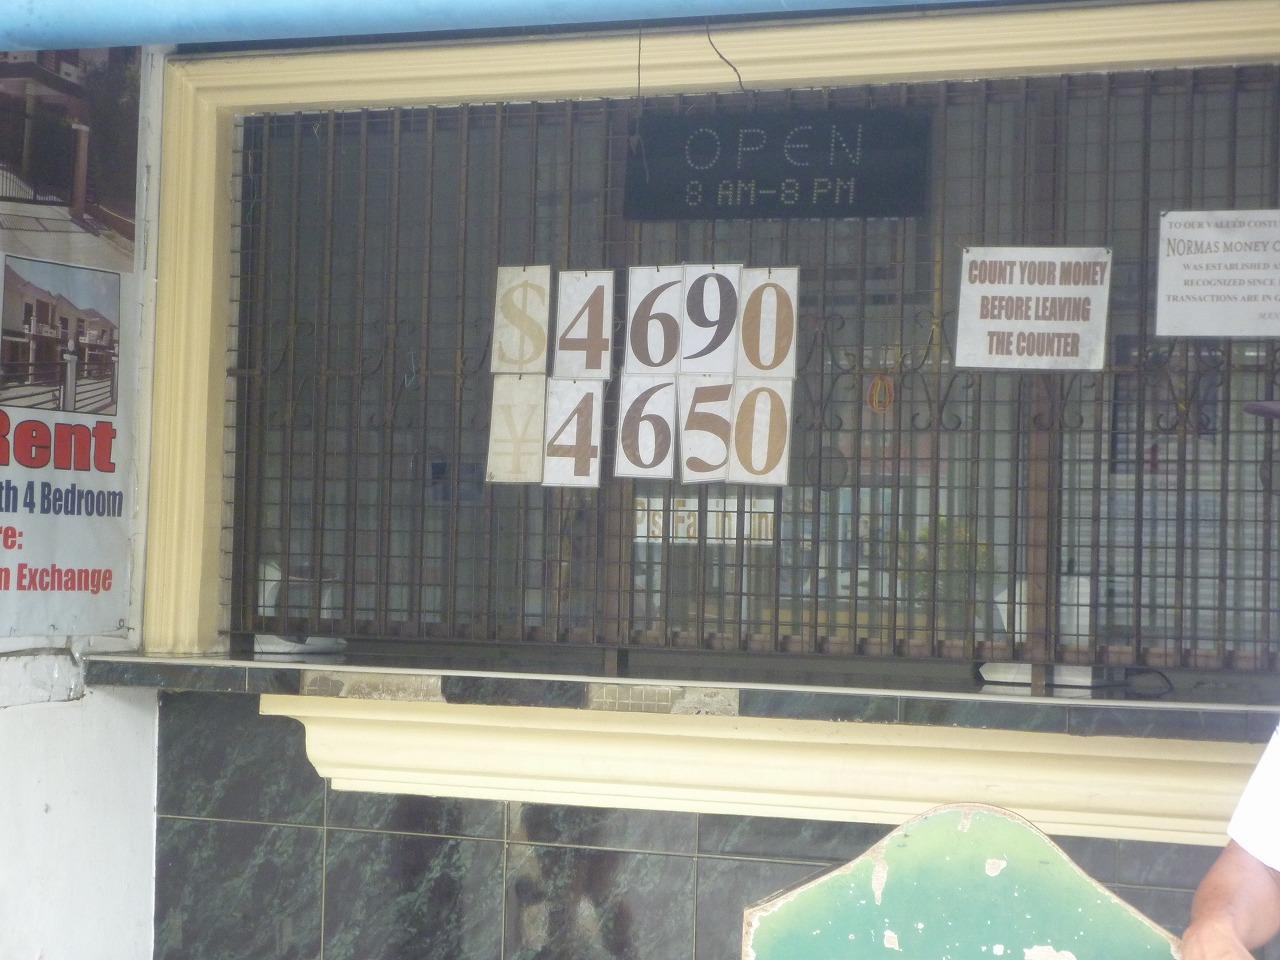 OPEN
8 AM-8 PM
$4690
¥4650
COUNT YOUR MONEY
BEFORE LEAVING
THE COUNTER
TO OUR VALUED
NORMAS MONEY
WAS ESTABLISHED
RECOGNIZED SINCE
TRANSACTIONS ARE IN
Rent
4 Bedroom
Exchange